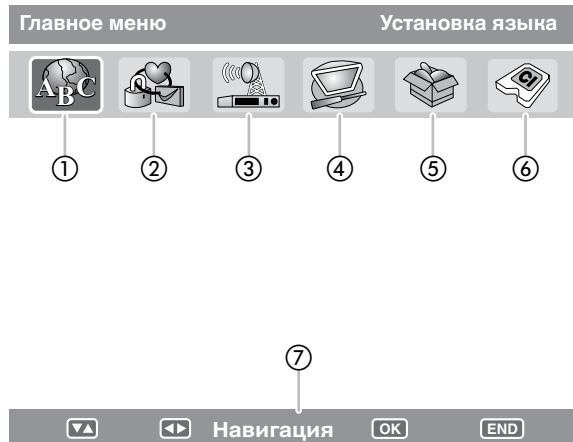 Главное меню Установка языка
ABC CI
① ② ③ ④ ⑤ ⑥
⑦
▼▲ ◀▶ Навигация OK END